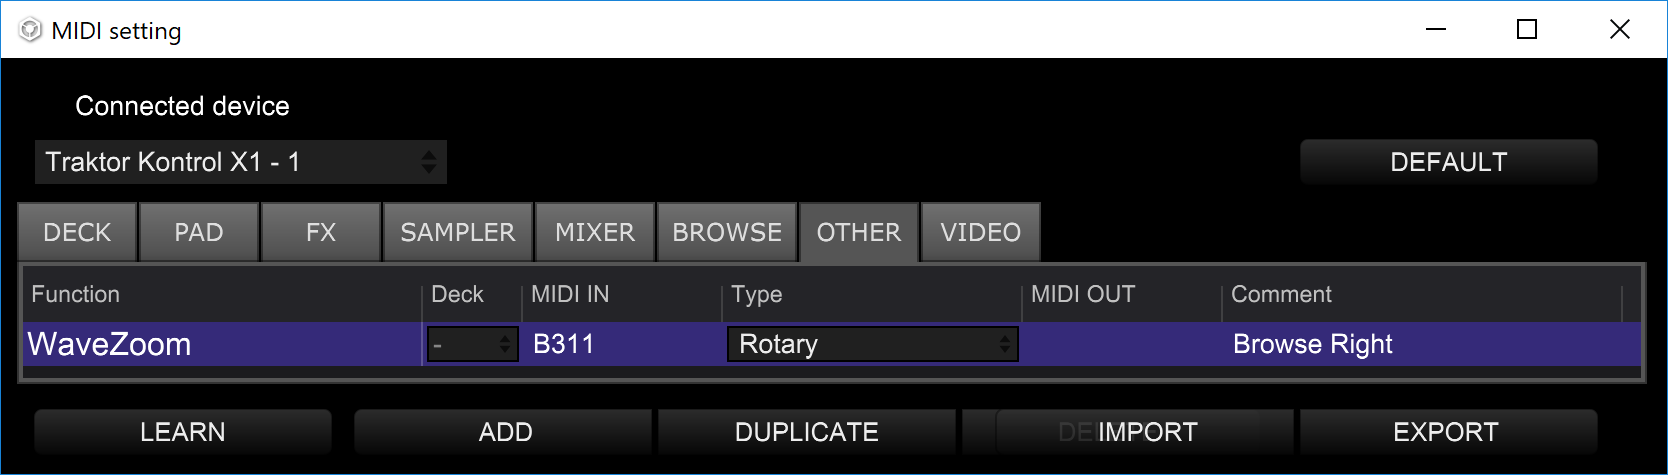 MIDI setting
Connected device
Traktor Kontrol X1 - 1
DEFAULT
DECK PAD FX SAMPLER MIXER BROWSE OTHER VIDEO
Function Deck MIDI IN Type MIDI OUT Comment
WaveZoom - B311 Rotary Browse Right
LEARN ADD DUPLICATE IMPORT EXPORT